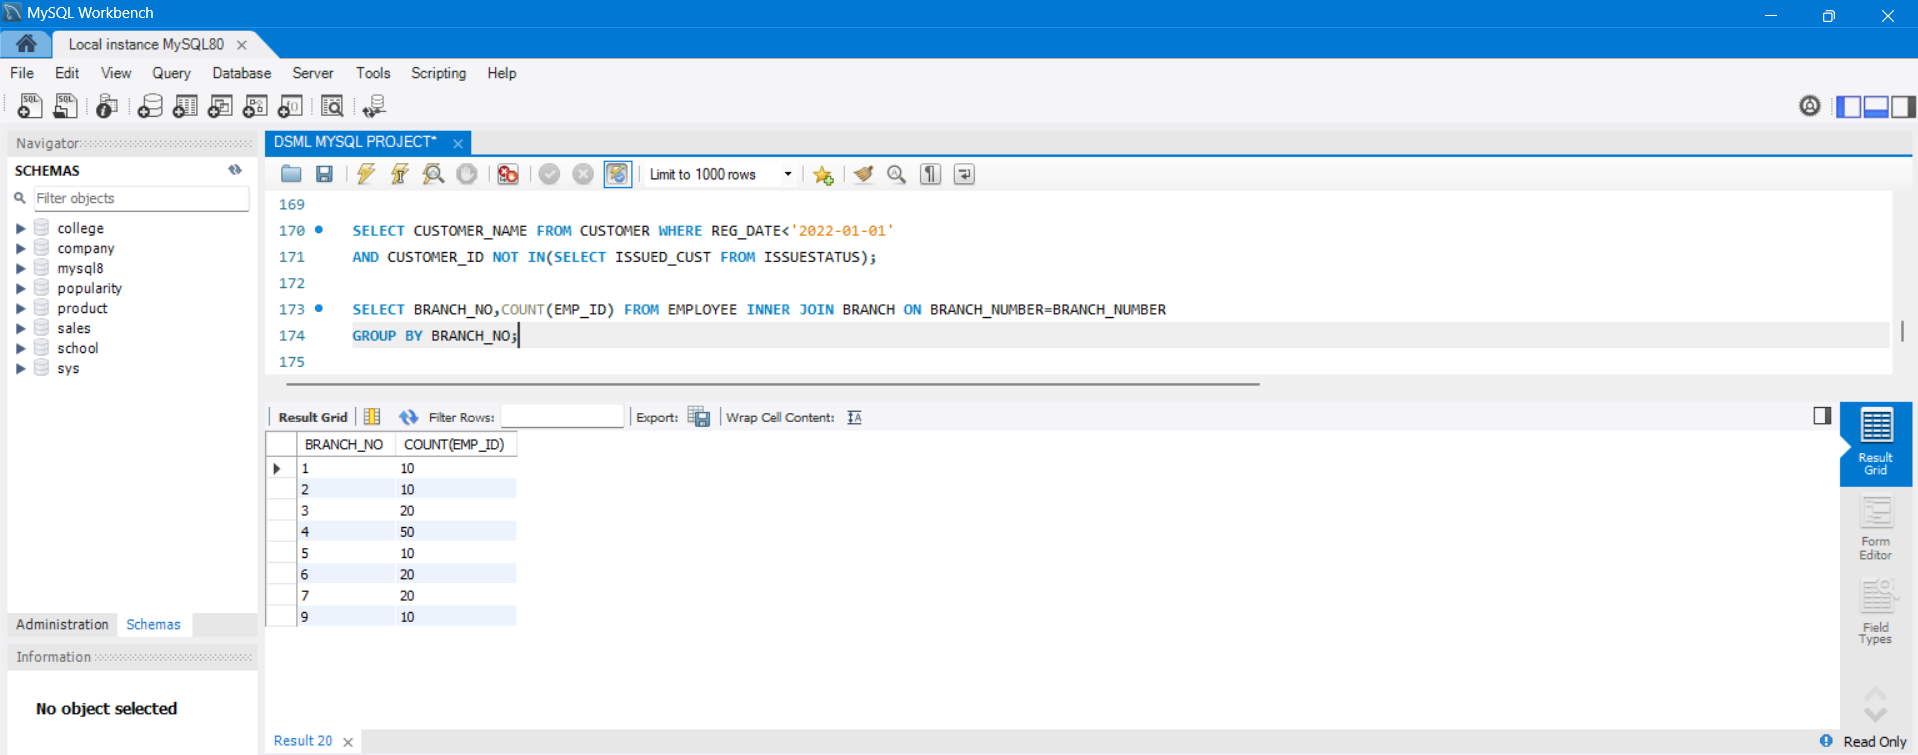 MySQL Workbench
Local instance MySQL80
File Edit View Query Database Server Tools Scripting Help
Navigator
SCHEMAS
Filter objects
college
company
mysql8
popularity
product
sales
school
sys
Administration Schemas
Information
No object selected
DSML MYSQL PROJECT*
Limit to 1000 rows
169
170 SELECT CUSTOMER_NAME FROM CUSTOMER WHERE REG_DATE<'2022-01-01'
171 AND CUSTOMER_ID NOT IN(SELECT ISSUED_CUST FROM ISSUESTATUS);
172
173 SELECT BRANCH_NO,COUNT(EMP_ID) FROM EMPLOYEE INNER JOIN BRANCH ON BRANCH_NUMBER=BRANCH_NUMBER
174 GROUP BY BRANCH_NO;
175
Result Grid Filter Rows: Export: Wrap Cell Content:
BRANCH_NO COUNT(EMP_ID)
1 10
2 10
3 20
4 50
5 10
6 20
7 20
9 10
Result
Grid
Form
Editor
Field
Types
Result 20
Read Only